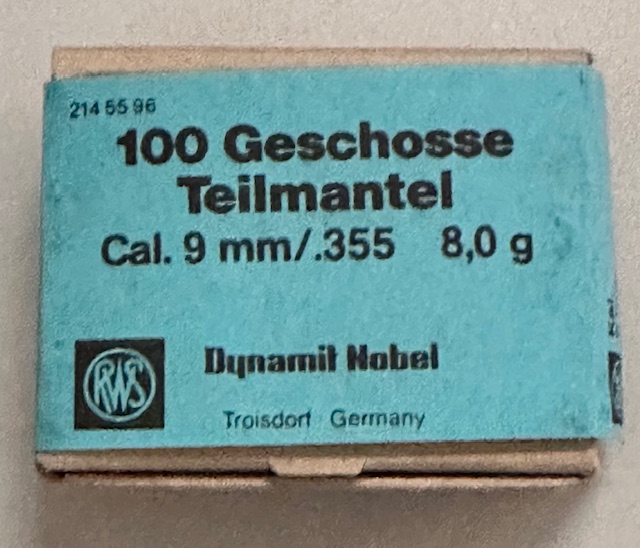 214 55 96
100 Geschosse
Teilmantel
Cal. 9 mm/.355 8,0 g
RWS
Dynamit Nobel
Troisdorf Germany